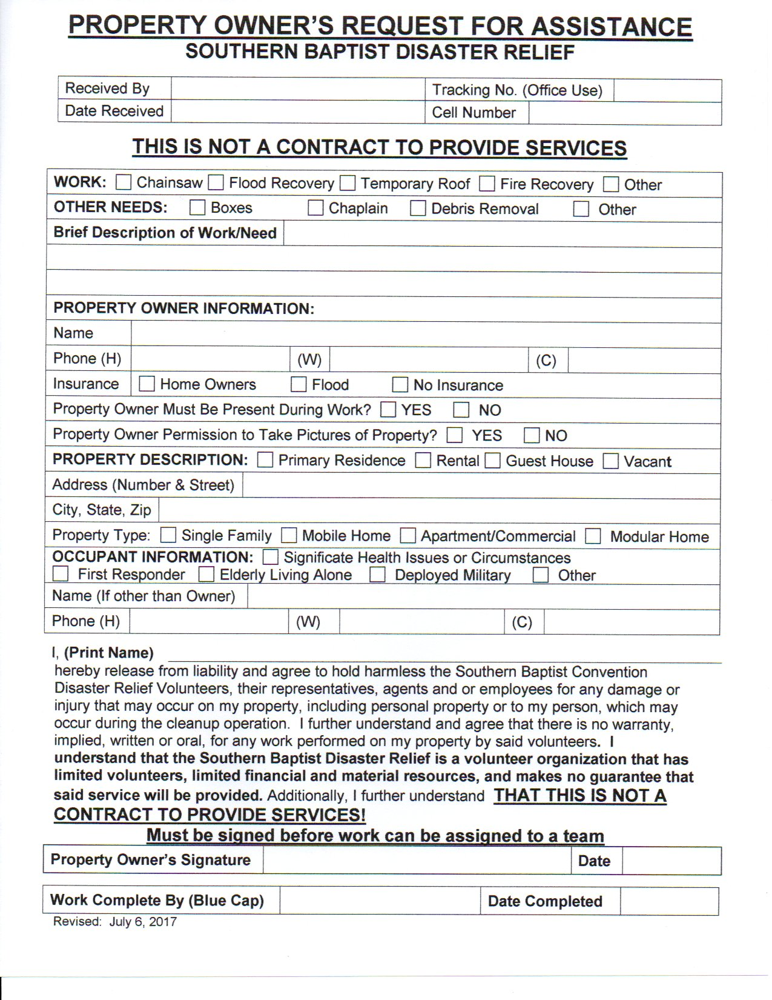 PROPERTY OWNER'S REQUEST FOR ASSISTANCE
SOUTHERN BAPTIST DISASTER RELIEF
Received By Tracking No. (Office Use)
Date Received Cell Number
THIS IS NOT A CONTRACT TO PROVIDE SERVICES
WORK: Chainsaw Flood Recovery Temporary Roof Fire Recovery Other
OTHER NEEDS: Boxes Chaplain Debris Removal Other
Brief Description of Work/Need
PROPERTY OWNER INFORMATION:
Name
Phone (H) (W) (C)
Insurance Home Owners Flood No Insurance
Property Owner Must Be Present During Work? YES NO
Property Owner Permission to Take Pictures of Property? YES NO
PROPERTY DESCRIPTION: Primary Residence Rental Guest House Vacant
Address (Number & Street)
City, State, Zip
Property Type: Single Family Mobile Home Apartment/Commercial Modular Home
OCCUPANT INFORMATION: Significate Health Issues or Circumstances
First Responder Elderly Living Alone Deployed Military Other
Name (If other than Owner)
Phone (H) (W) (C)
I, (Print Name)
hereby release from liability and agree to hold harmless the Southern Baptist Convention
Disaster Relief Volunteers, their representatives, agents and or employees for any damage or
injury that may occur on my property, including personal property or to my person, which may
occur during the cleanup operation. I further understand and agree that there is no warranty,
implied, written or oral, for any work performed on my property by said volunteers. I
understand that the Southern Baptist Disaster Relief is a volunteer organization that has
limited volunteers, limited financial and material resources, and makes no guarantee that
said service will be provided. Additionally, I further understand THAT THIS IS NOT A
CONTRACT TO PROVIDE SERVICES!
Must be signed before work can be assigned to a team
Property Owner's Signature Date
Work Complete By (Blue Cap) Date Completed
Revised: July 6, 2017